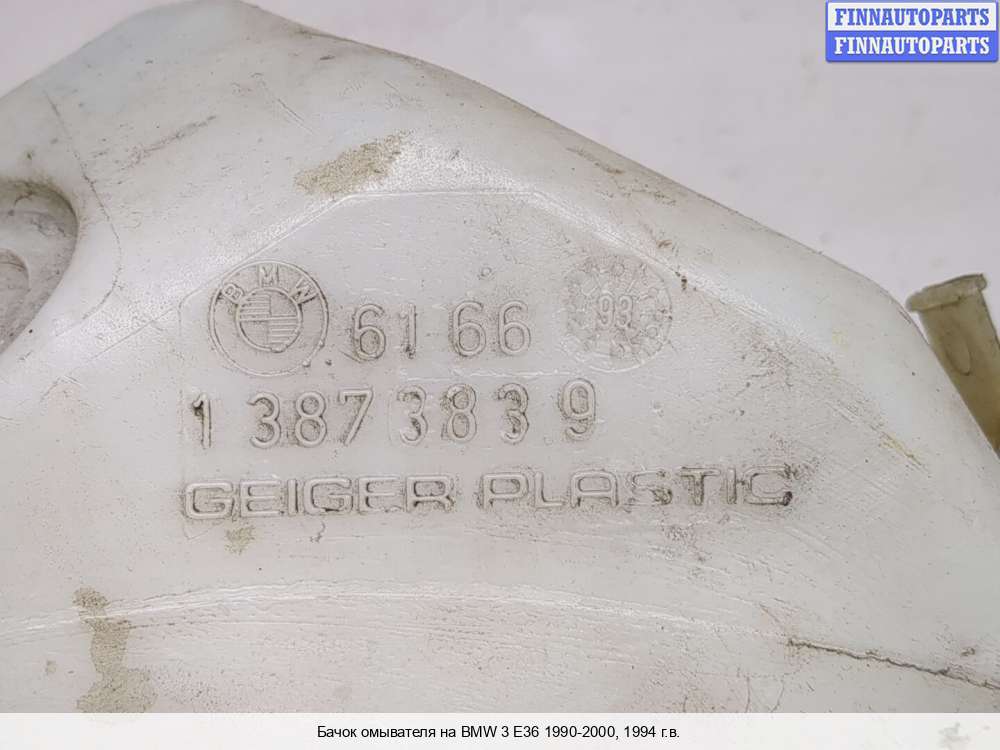 FINNAUTOPARTS
FINNAUTOPARTS
BMW
61 66
93
1 387 383 9
GEIGER PLASTIC
Бачок омывателя на BMW 3 E36 1990-2000, 1994 г.в.